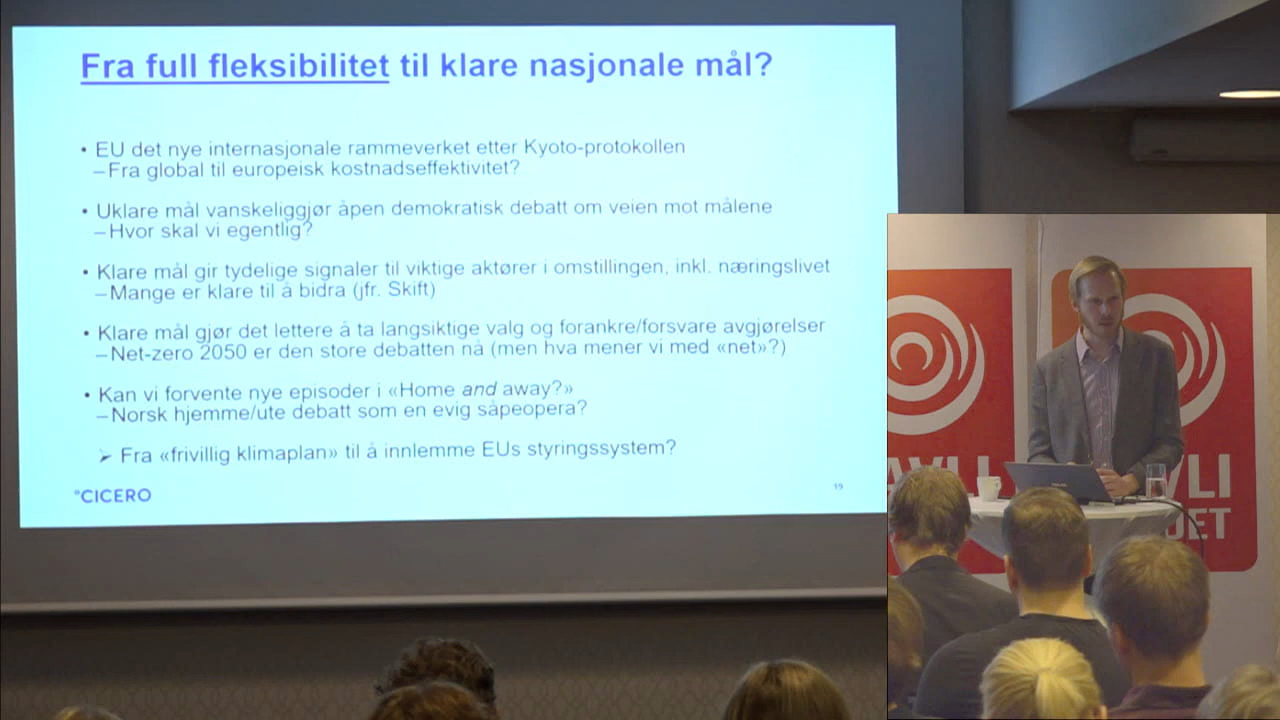 Fra full fleksibilitet til klare nasjonale mål?
• EU det nye internasjonale rammeverket etter Kyoto-protokollen
– Fra global til europeisk kostnadseffektivitet?
• Uklare mål vanskeliggjør åpen demokratisk debatt om veien mot målene
– Hvor skal vi egentlig?
• Klare mål gir tydelige signaler til viktige aktører i omstillingen, inkl. næringslivet
– Mange er klare til å bidra (jfr. Skift)
• Klare mål gjør det lettere å ta langsiktige valg og forankre/forsvare avgjørelser
– Net-zero 2050 er den store debatten nå (men hva mener vi med «net»?)
• Kan vi forvente nye episoder i «Home and away?»
– Norsk hjemme/ute debatt som en evig såpeopera?
➢ Fra «frivillig klimaplan» til å innlemme EUs styringssystem?
°CICERO
19
AVLI
VLI
DET